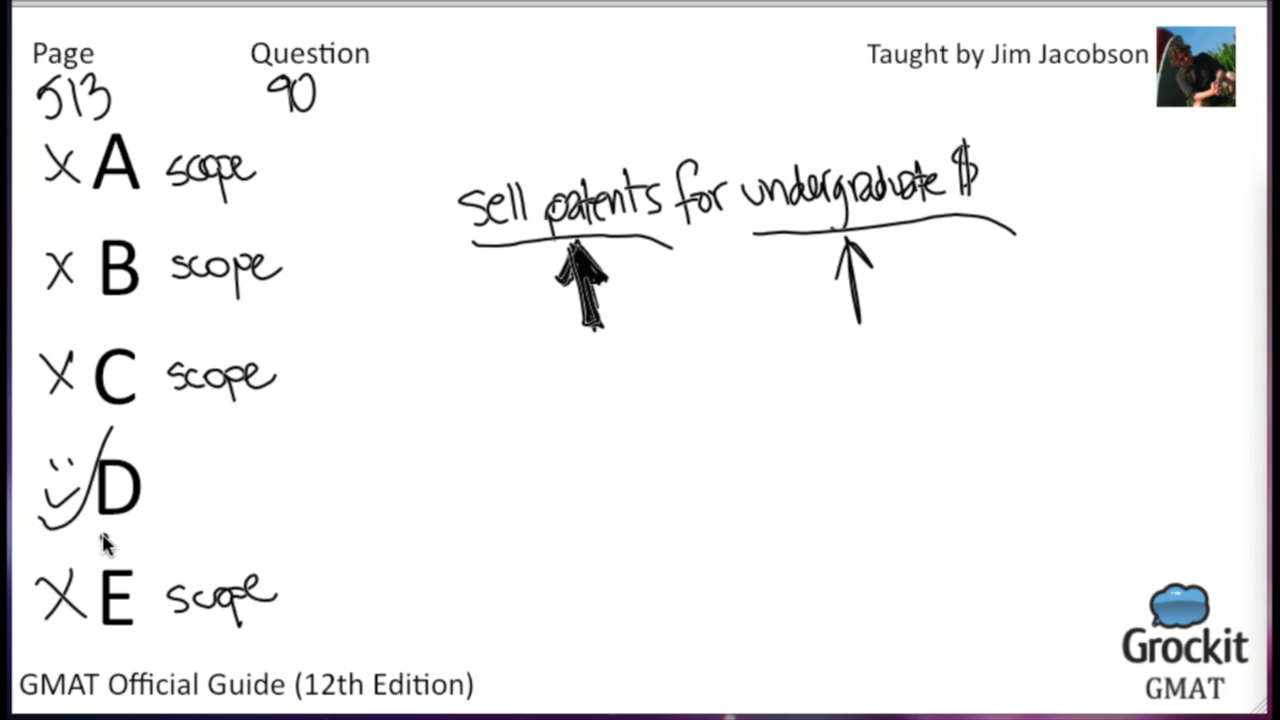 Page Question Taught by Jim Jacobson
513 90
X A scope
sell patents for undergraduate $
X B scope
X C scope
D
X E scope
Grockit
GMAT
GMAT Official Guide (12th Edition)